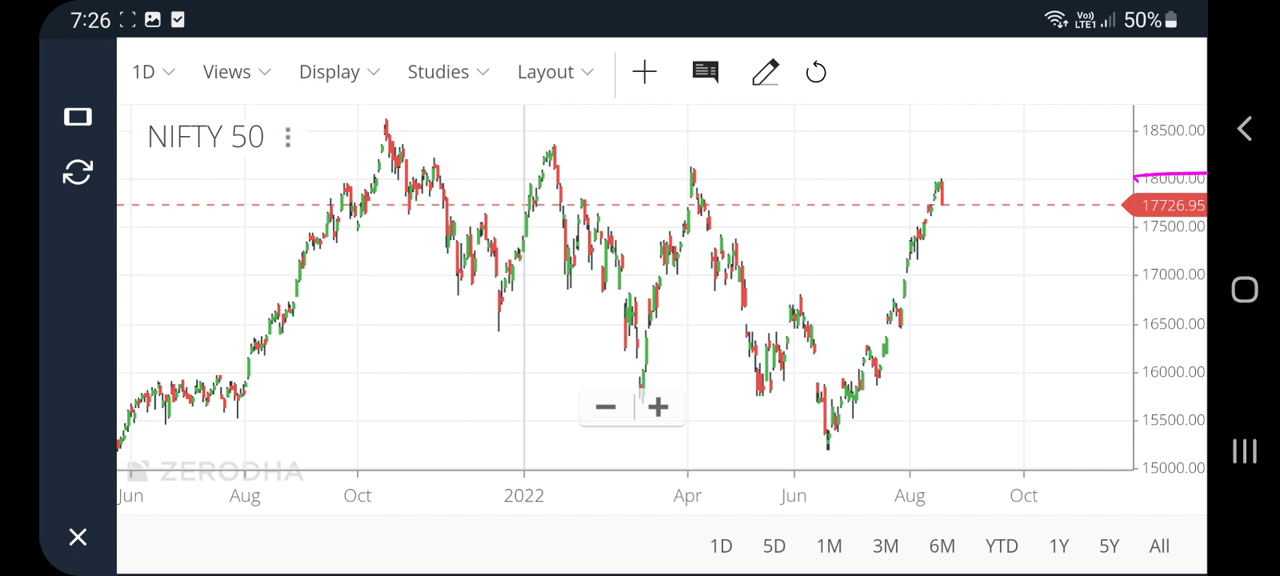 7:26
Vo)) LTE1 50%
1D Views Display Studies Layout
NIFTY 50
18500.00
18000.00
17726.95
17500.00
17000.00
16500.00
16000.00
15500.00
15000.00
ZERODHA
Jun Aug Oct 2022 Apr Jun Aug Oct
1D 5D 1M 3M 6M YTD 1Y 5Y All